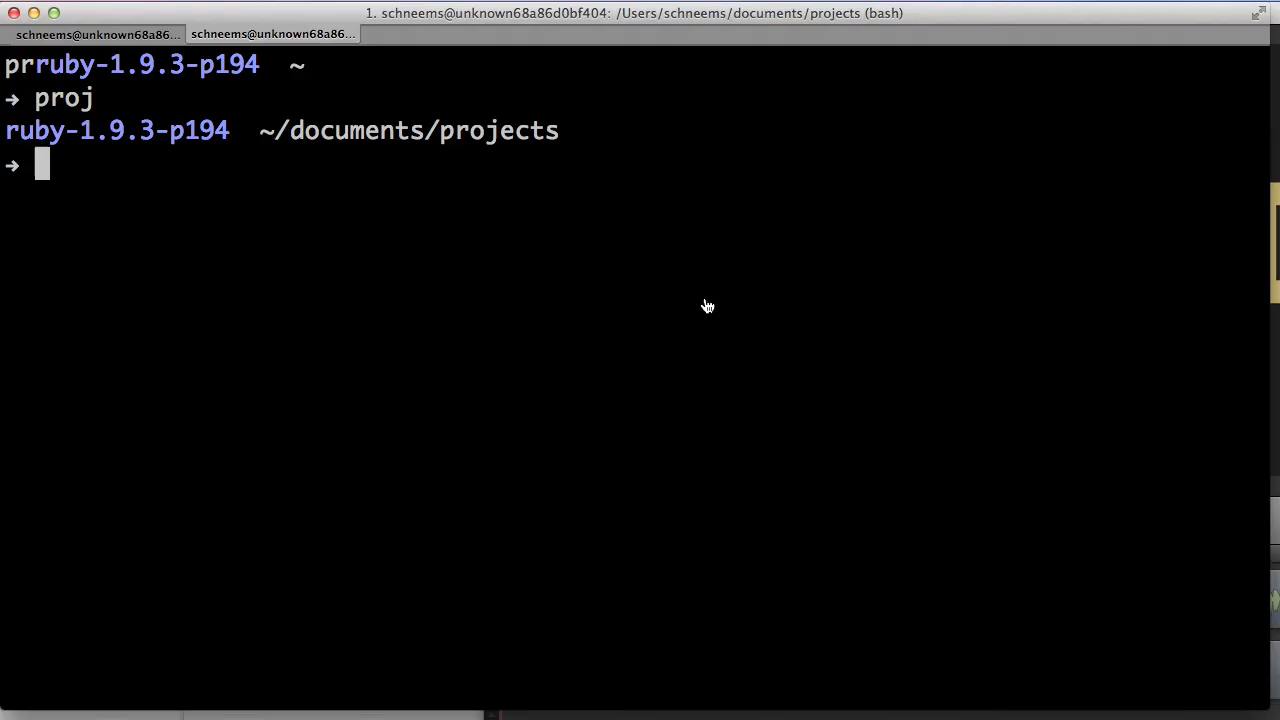 1. schneems@unknown68a86d0bf404: /Users/schneems/documents/projects (bash)
schneems@unknown68a86... schneems@unknown68a86...
prruby-1.9.3-p194 ~
→ proj
ruby-1.9.3-p194 ~/documents/projects
→